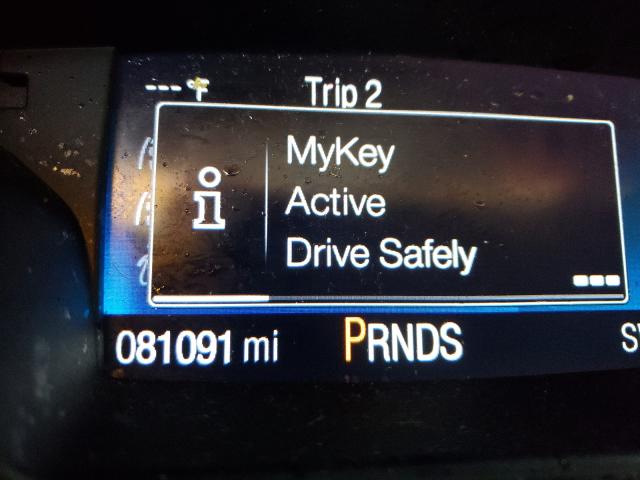 ---°F
Trip 2
MyKey
Active
Drive Safely
081091 mi
PRNDS